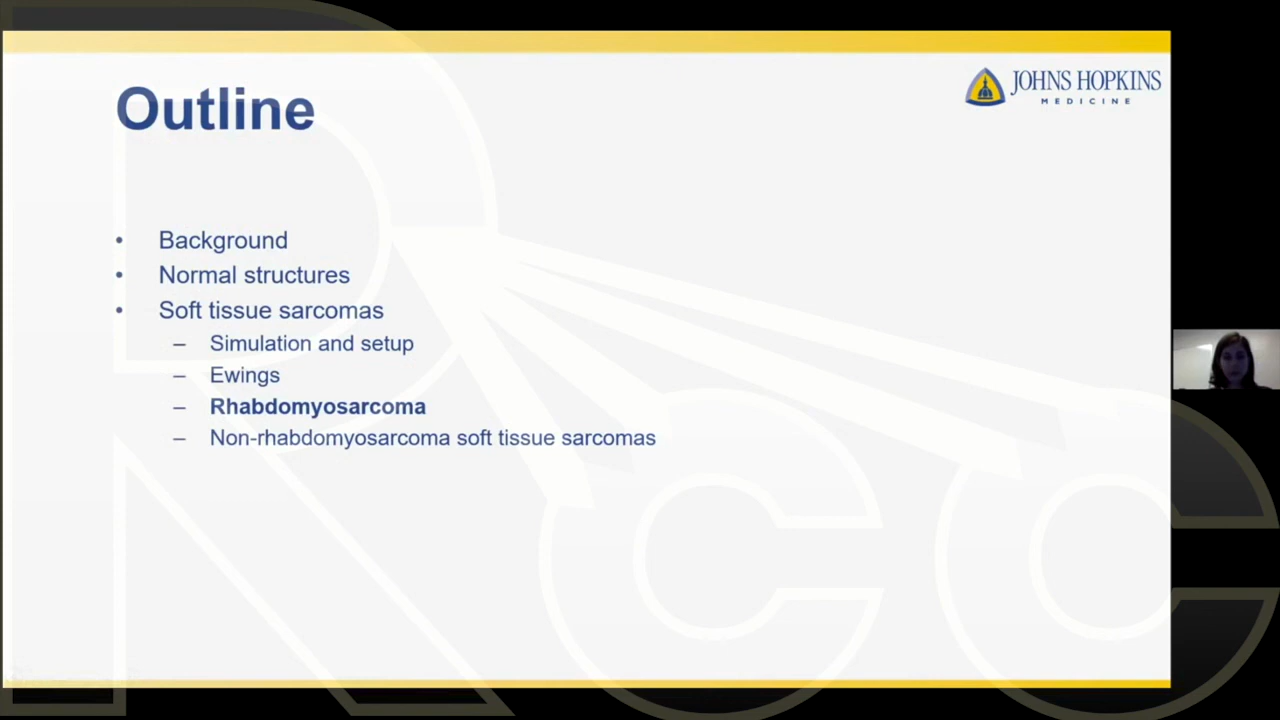 Outline
JOHNS HOPKINS
MEDICINE
• Background
• Normal structures
• Soft tissue sarcomas
– Simulation and setup
– Ewings
– Rhabdomyosarcoma
– Non-rhabdomyosarcoma soft tissue sarcomas
RCC